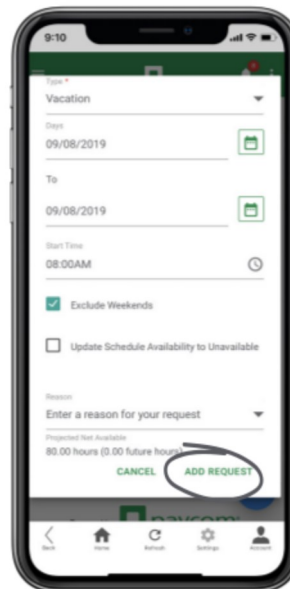 9:10
Type *
Vacation
Days
09/08/2019
To
09/08/2019
Start Time
08:00AM
Exclude Weekends
Update Schedule Availability to Unavailable
Reason
Enter a reason for your request
Projected Net Available
80.00 hours (0.00 future hours)
CANCEL ADD REQUEST
paycom
Back Home Refresh Settings Account